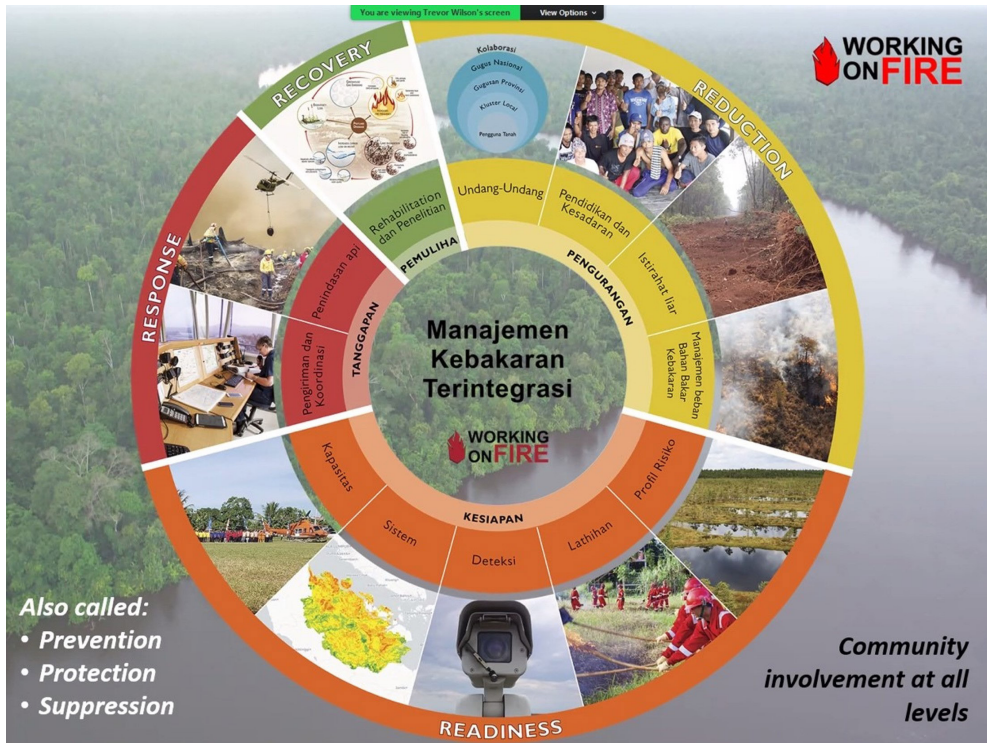 You are viewing Trevor Wilson's screen
View Options
WORKING
ON FIRE
RECOVERY
REDUCTION
RESPONSE
READINESS
Kolaborasi
Gugus Nasional
Gugusan Provinsi
Kluster Local
Pengguna Tanah
Rehabilitation
dan Penelitian
PEMULIHA
Undang-Undang
Pendidikan dan
Kesadaran
Istirahat liar
Manajemen beban
Bahan Bakar
Kebakaran
PENGURANGAN
Penindasan api
Pengiriman dan
Koordinasi
TANGGAPAN
Manajemen
Kebakaran
Terintegrasi
WORKING
ON FIRE
KESIAPAN
Kapasitas
Sistem
Deteksi
Lathihan
Profil Risiko
Also called:
• Prevention
• Protection
• Suppression
Community
involvement at all
levels